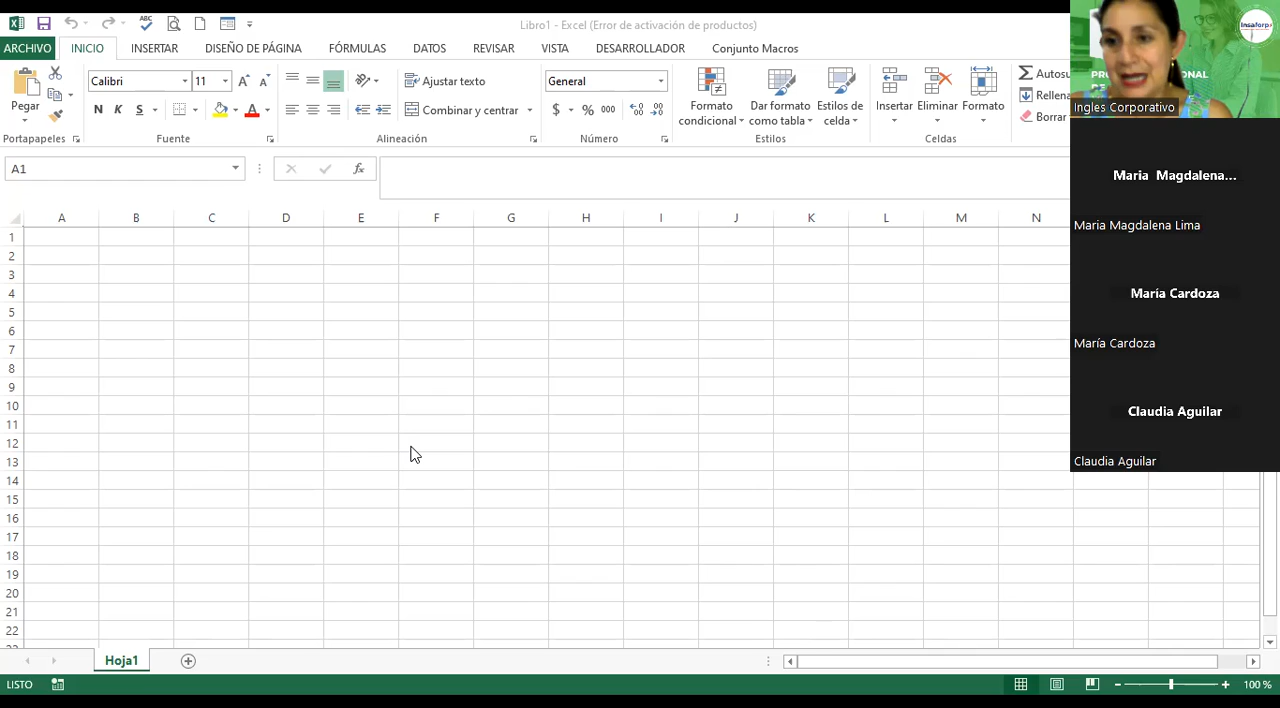 Libro1 - Excel (Error de activación de productos)
ARCHIVO INICIO INSERTAR DISEÑO DE PÁGINA FÓRMULAS DATOS REVISAR VISTA DESARROLLADOR Conjunto Macros
ABC
Pegar
Calibri 11
N K S
Ajustar texto
Combinar y centrar
General
$ % 000
Formato condicional
Dar formato como tabla
Estilos de celda
Insertar Eliminar Formato
Autosu
Rellena
Borrar
Portapapeles Fuente Alineación Número Estilos Celdas
A1
fx
A B C D E F G H I J K L M N
1
2
3
4
5
6
7
8
9
10
11
12
13
14
15
16
17
18
19
20
21
22
Hoja1
LISTO
100 %
Insaforp
Ingles Corporativo
Maria Magdalena...
Maria Magdalena Lima
María Cardoza
María Cardoza
Claudia Aguilar
Claudia Aguilar